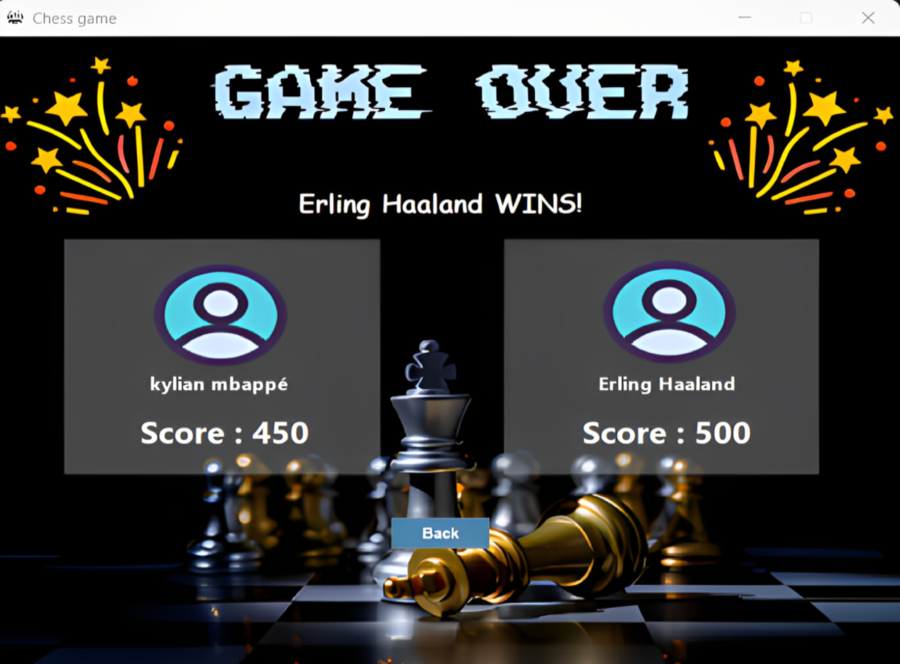 Chess game
GAME OVER
Erling Haaland WINS!
kylian mbappé
Erling Haaland
Score : 450
Score : 500
Back